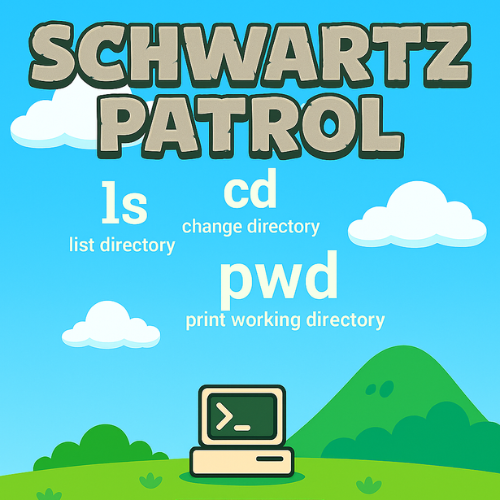 SCHWARTZ
PATROL
ls
list directory
cd
change directory
pwd
print working directory
>_